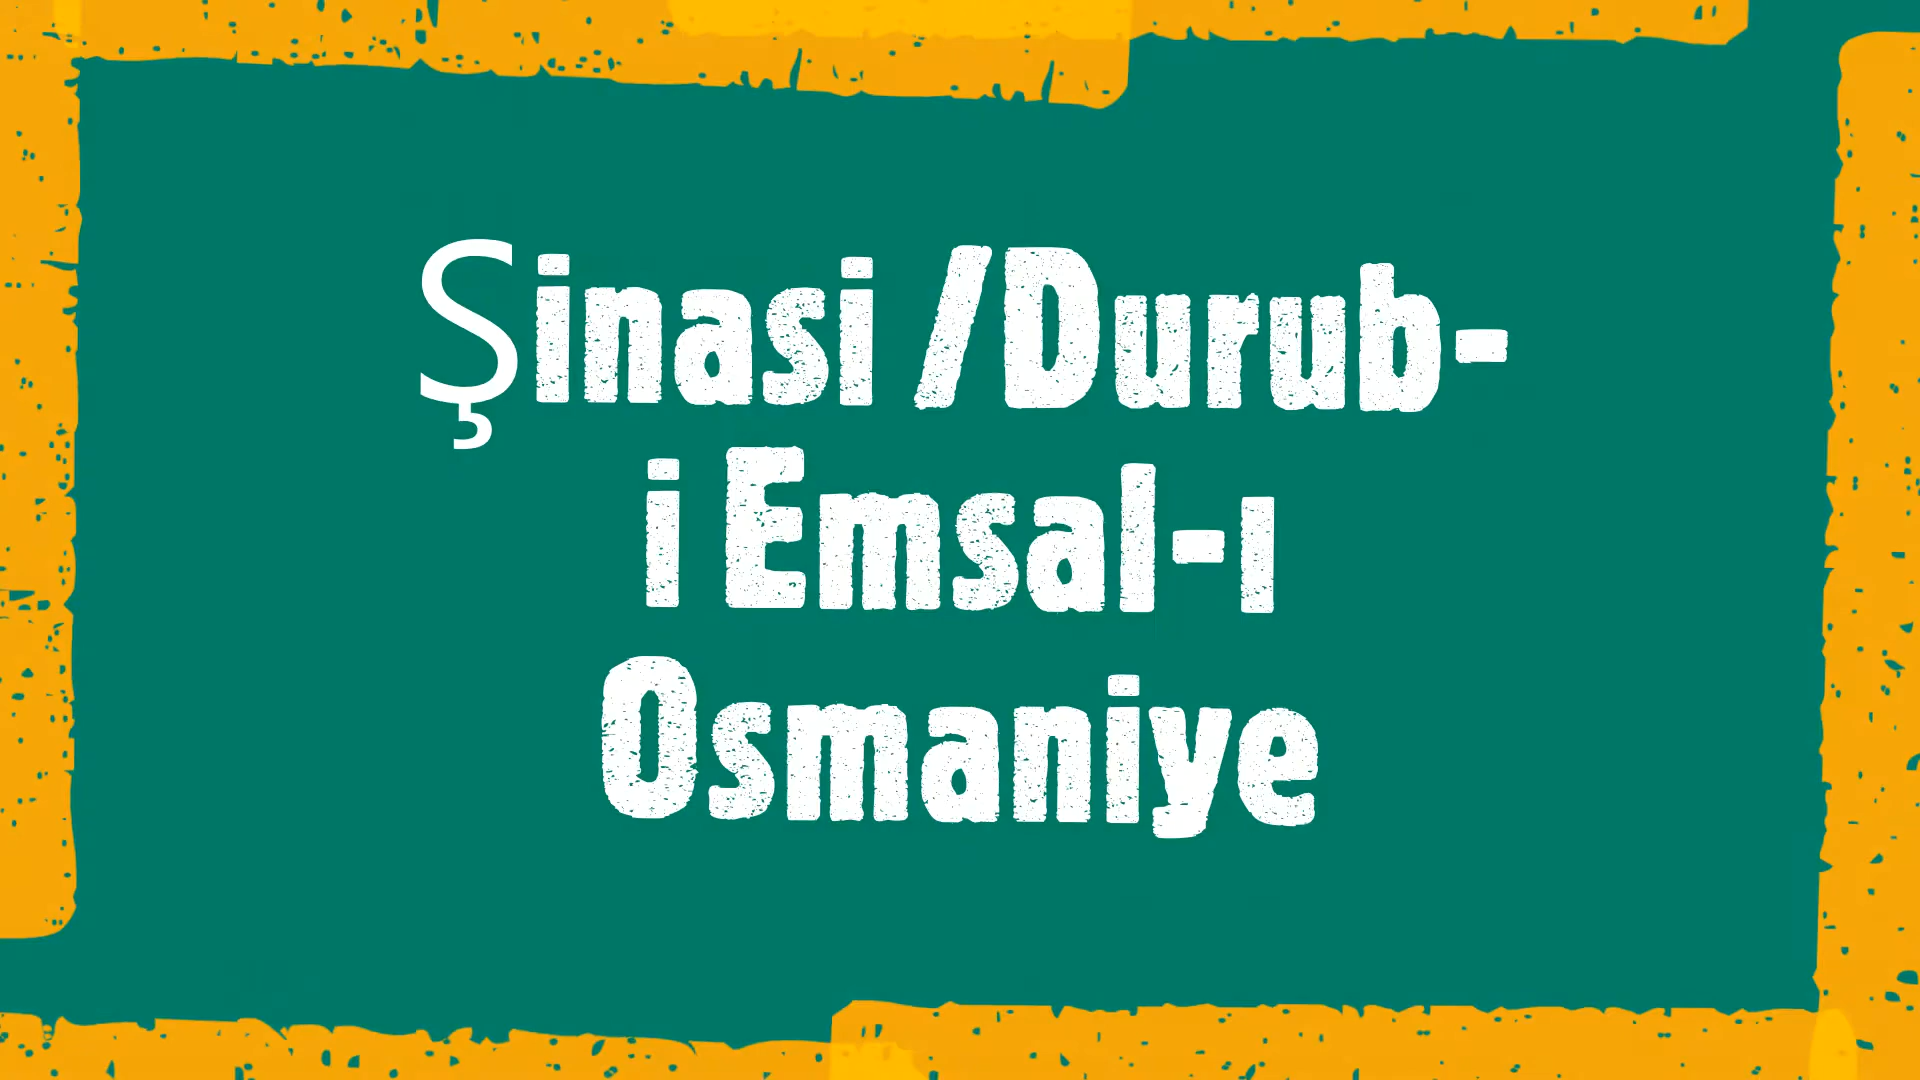 Şinasi /Durub-
i Emsal-ı
Osmaniye